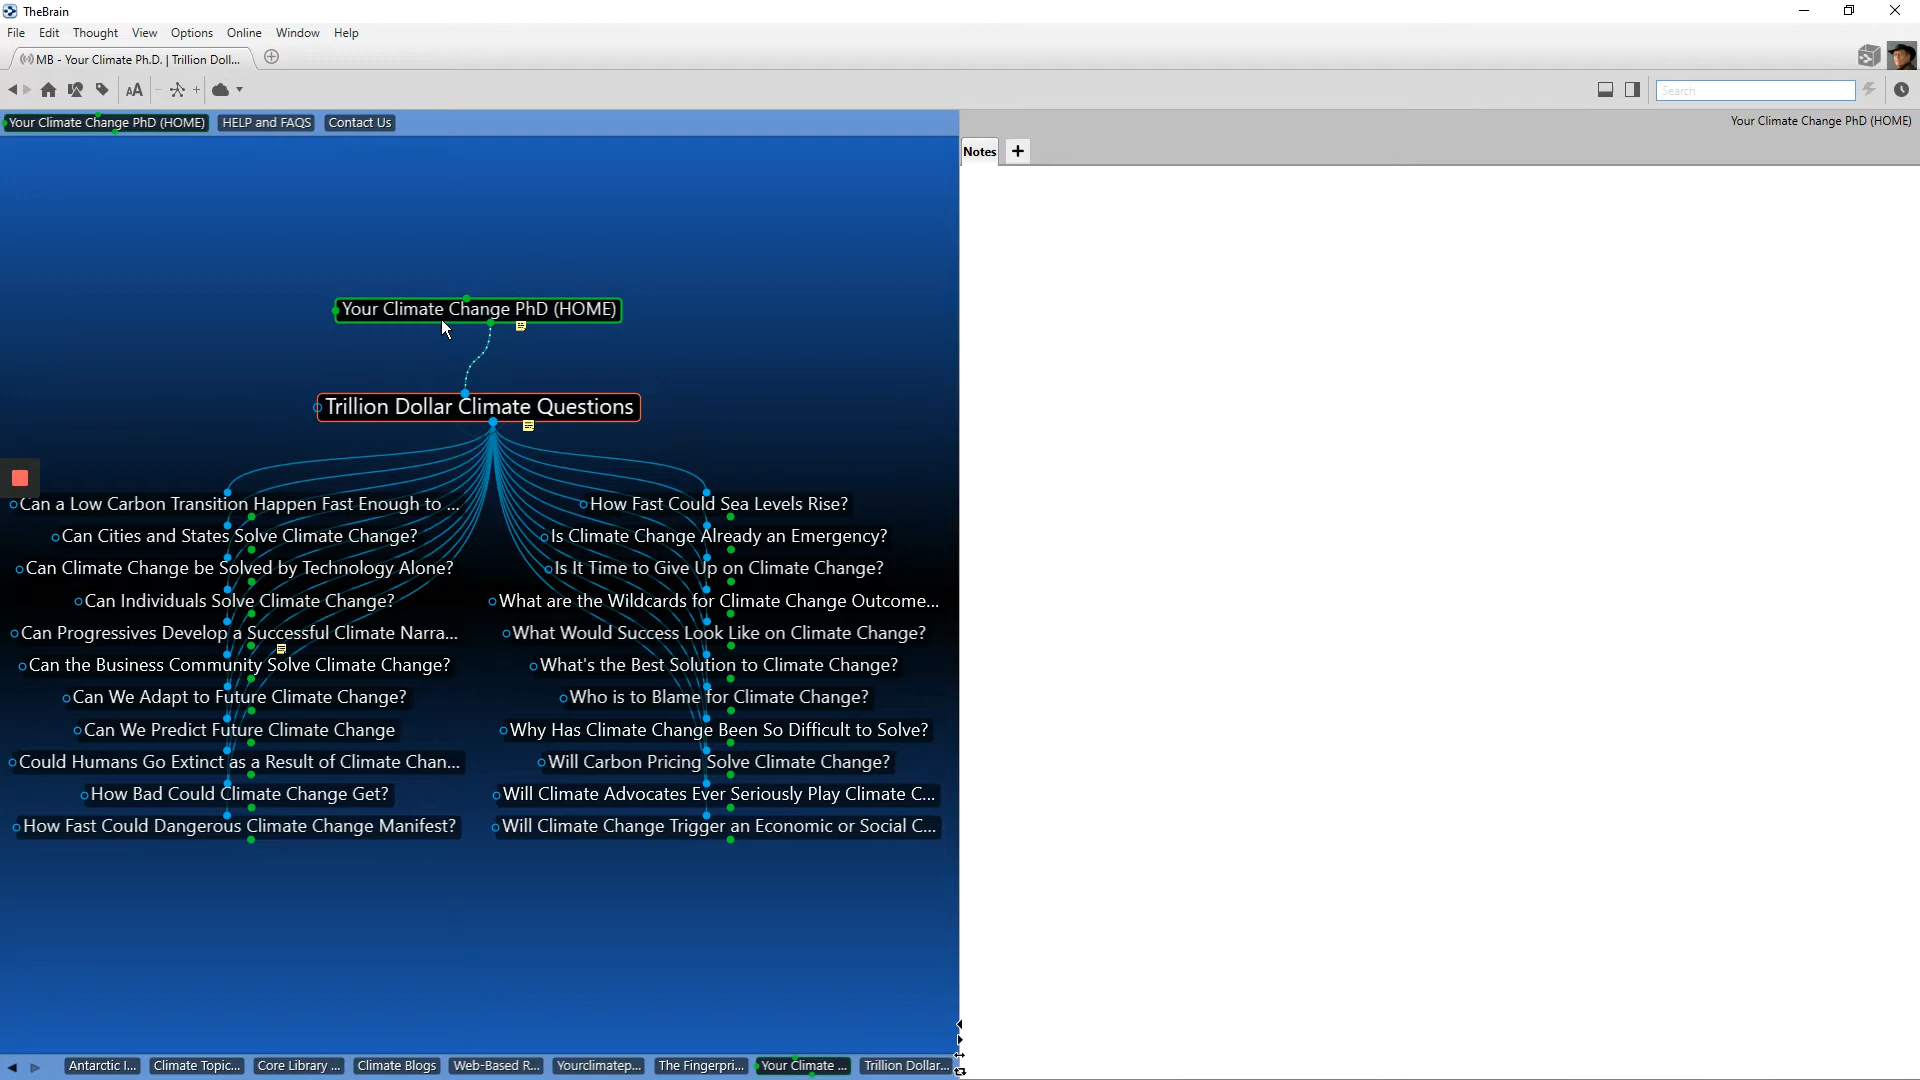 TheBrain
File Edit Thought View Options Online Window Help
MB - Your Climate Ph.D. | Trillion Doll...
AA
Search
Your Climate Change PhD (HOME) HELP and FAQS Contact Us
Your Climate Change PhD (HOME)
Notes
Your Climate Change PhD (HOME)
Trillion Dollar Climate Questions
Can a Low Carbon Transition Happen Fast Enough to ...
Can Cities and States Solve Climate Change?
Can Climate Change be Solved by Technology Alone?
Can Individuals Solve Climate Change?
Can Progressives Develop a Successful Climate Narra...
Can the Business Community Solve Climate Change?
Can We Adapt to Future Climate Change?
Can We Predict Future Climate Change
Could Humans Go Extinct as a Result of Climate Chan...
How Bad Could Climate Change Get?
How Fast Could Dangerous Climate Change Manifest?
How Fast Could Sea Levels Rise?
Is Climate Change Already an Emergency?
Is It Time to Give Up on Climate Change?
What are the Wildcards for Climate Change Outcome...
What Would Success Look Like on Climate Change?
What's the Best Solution to Climate Change?
Who is to Blame for Climate Change?
Why Has Climate Change Been So Difficult to Solve?
Will Carbon Pricing Solve Climate Change?
Will Climate Advocates Ever Seriously Play Climate C...
Will Climate Change Trigger an Economic or Social C...
Antarctic I... Climate Topic... Core Library ... Climate Blogs Web-Based R... Yourclimatep... The Fingerpri... Your Climate ... Trillion Dollar...